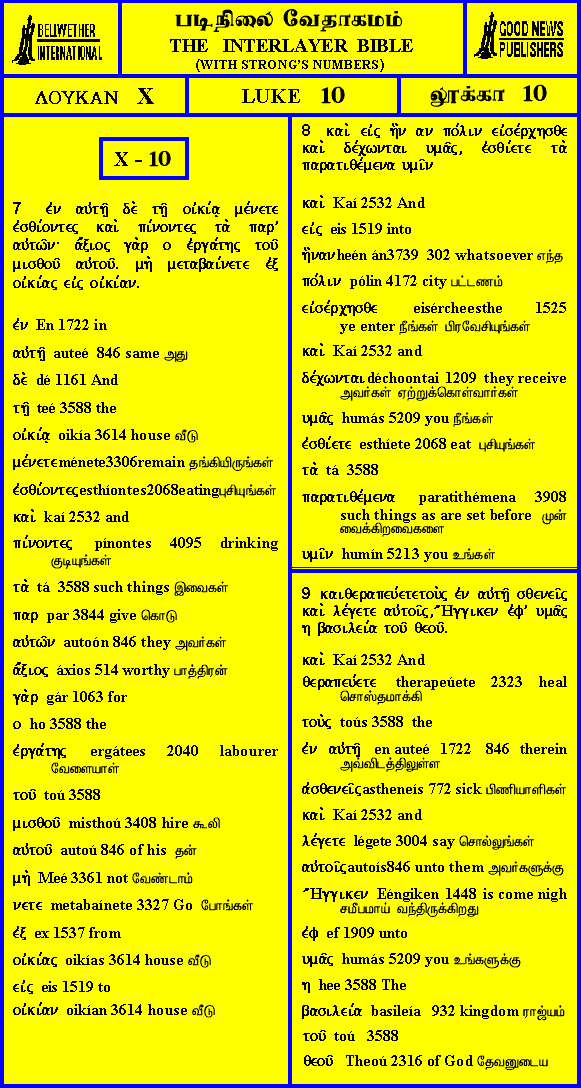 BELLWETHER
INTERNATIONAL
படிநிலை வேதாகமம்
THE INTERLAYER BIBLE
(WITH STRONG'S NUMBERS)
GOOD NEWS
PUBLISHERS
ΛΟΥΚΑΝ X
LUKE 10
லூக்கா 10
X - 10
7 ἐν αὐτῇ δὲ τῇ οἰκίᾳ μένετε
ἐσθίοντες καὶ πίνοντες τὰ παρ'
αὐτῶν· ἄξιος γὰρ ο ἐργάτης τοῦ
μισθοῦ αὐτοῦ. μὴ μεταβαίνετε ἐξ
οἰκίας εἰς οἰκίαν.
ἐν En 1722 in
αὐτῇ auteé 846 same அது
δὲ dé 1161 And
τῇ teé 3588 the
οἰκίᾳ oikía 3614 house வீடு
μένετε ménete3306remain தங்கியிருங்கள்
ἐσθίοντες esthíontes2068eatingபுசியுங்கள்
καὶ kaí 2532 and
πίνοντες pínontes 4095 drinking
குடியுங்கள்
τὰ tá 3588 such things இவைகள்
παρ par 3844 give கொடு
αὐτῶν autoón 846 they அவர்கள்
ἄξιος áxios 514 worthy பாத்திரன்
γὰρ gár 1063 for
ο ho 3588 the
ἐργάτης ergátees 2040 labourer
வேளையாள்
τοῦ toú 3588
μισθοῦ misthoú 3408 hire கூலி
αὐτοῦ autoú 846 of his தன்
μὴ Meé 3361 not வேண்டாம்
νετε metabaínete 3327 Go போங்கள்
ἐξ ex 1537 from
οἰκίας oikías 3614 house வீடு
εἰς eis 1519 to
οἰκίαν oikían 3614 house வீடு
8 καὶ εἰς ἣν αν πόλιν εἰσέρχησθε
καὶ δέχωνται υμᾶς, ἐσθίετε τὰ
παρατιθέμενα υμῖν
καὶ Kaí 2532 And
εἰς eis 1519 into
ἣναν heén án3739 302 whatsoever எந்த
πόλιν pólin 4172 city பட்டணம்
εἰσέρχησθε eisércheesthe 1525
ye enter நீங்கள் பிரவேசியுங்கள்
καὶ Kaí 2532 and
δέχωνται déchoontai 1209 they receive
அவர்கள் ஏற்றுக்கொள்வார்கள்
υμᾶς humás 5209 you நீங்கள்
ἐσθίετε esthíete 2068 eat புசியுங்கள்
τὰ tá 3588
παρατιθέμενα paratithémena 3908
such things as are set before முன்
வைக்கிறவைகளை
υμῖν humín 5213 you உங்கள்
9 καιθεραπεύετετοὺς ἐν αὐτῇ σθενεῖς
καὶ λέγετε αὐτοῖς,῎Ηγγικεν ἐφ' υμᾶς
η βασιλεία τοῦ θεοῦ.
καὶ Kaí 2532 And
θεραπεύετε therapeúete 2323 heal
சொஸ்தமாக்கி
τοὺς toús 3588 the
ἐν αὐτῇ en auteé 1722 846 therein
அவ்விடத்திலுள்ள
ἀσθενεῖς astheneís 772 sick பிணியாளிகள்
καὶ Kaí 2532 and
λέγετε légete 3004 say சொல்லுங்கள்
αὐτοῖς autoís846 unto them அவர்களுக்கு
῎Ηγγικεν Eéngiken 1448 is come nigh
சமீபமாய் வந்திருக்கிறது
ἐφ ef 1909 unto
υμᾶς humás 5209 you உங்களுக்கு
η hee 3588 The
βασιλεία basileía 932 kingdom ராஜ்யம்
τοῦ toú 3588
θεοῦ Theoú 2316 of God தேவனுடைய